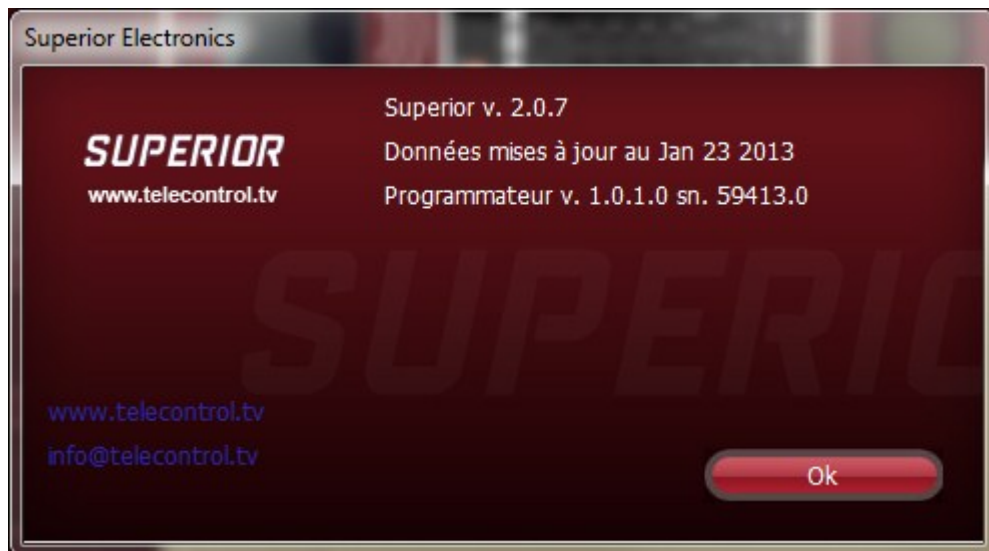 Superior Electronics
SUPERIOR
www.telecontrol.tv
Superior v. 2.0.7
Données mises à jour au Jan 23 2013
Programmateur v. 1.0.1.0 sn. 59413.0
SUPERIC
www.telecontrol.tv
info@telecontrol.tv
Ok